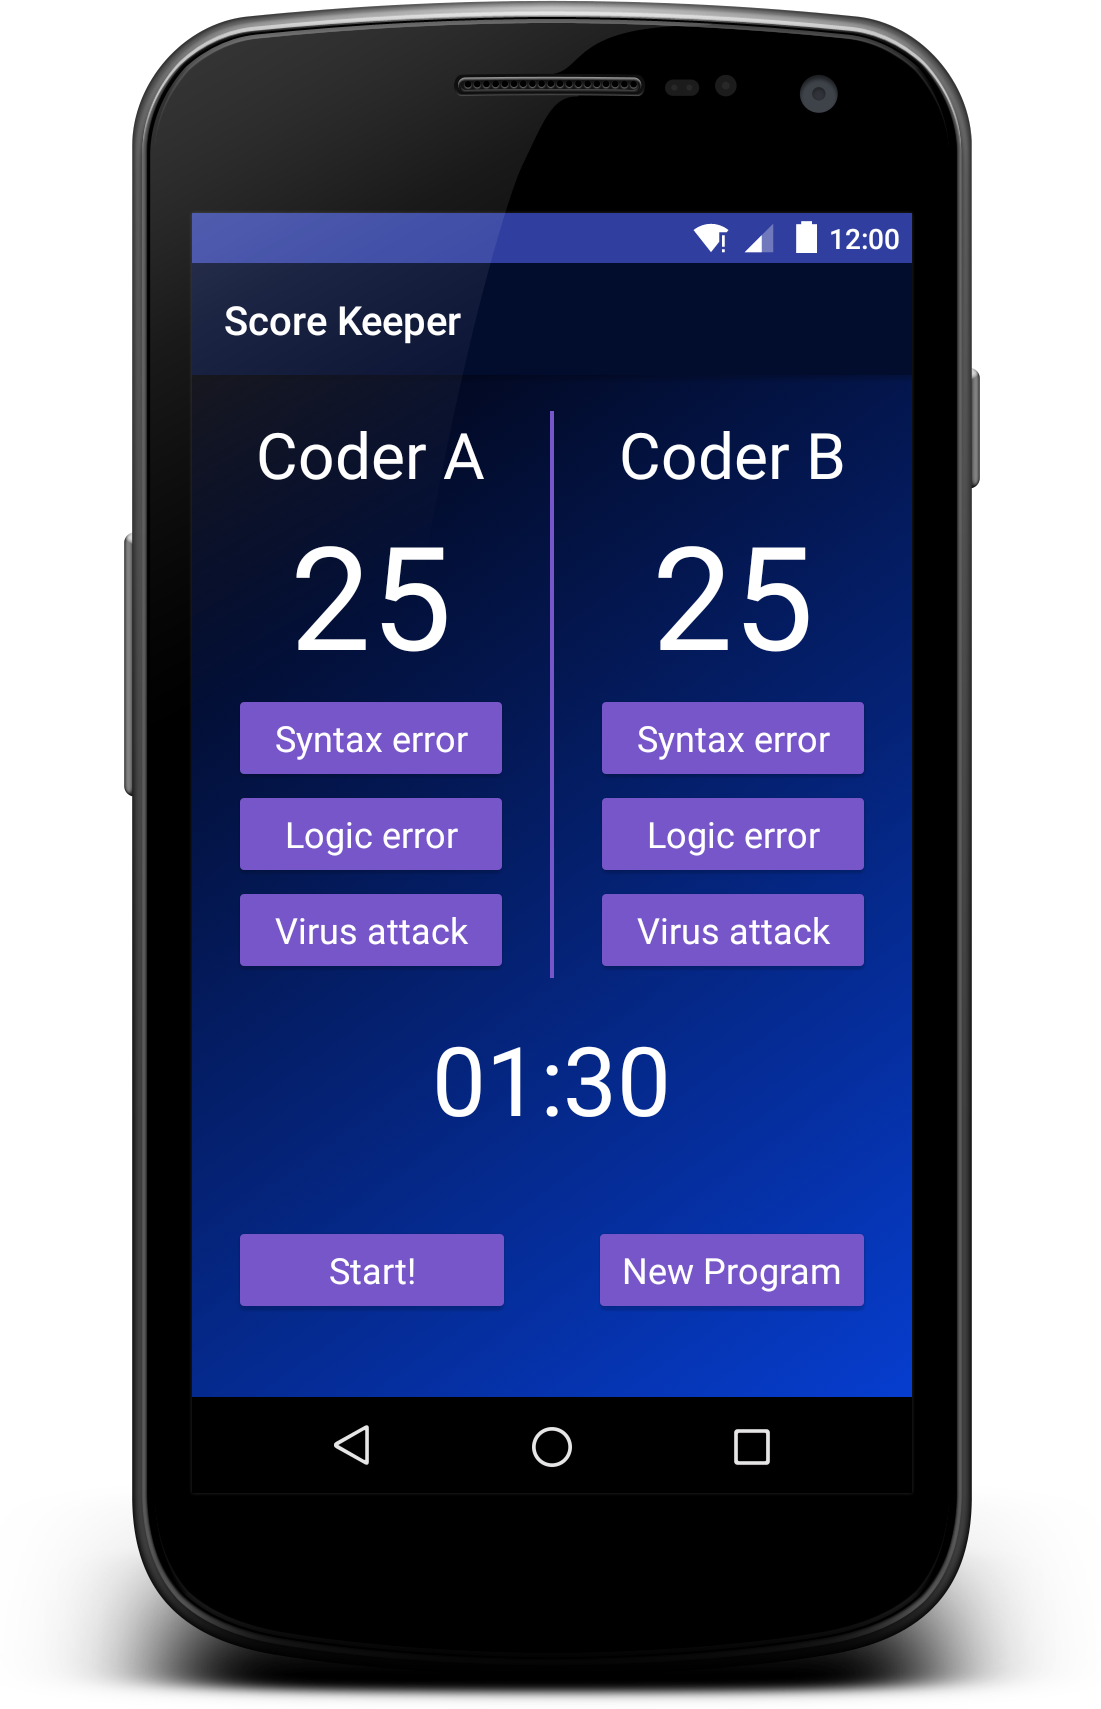 12:00
Score Keeper
Coder A
Coder B
25
25
Syntax error
Syntax error
Logic error
Logic error
Virus attack
Virus attack
01:30
Start!
New Program